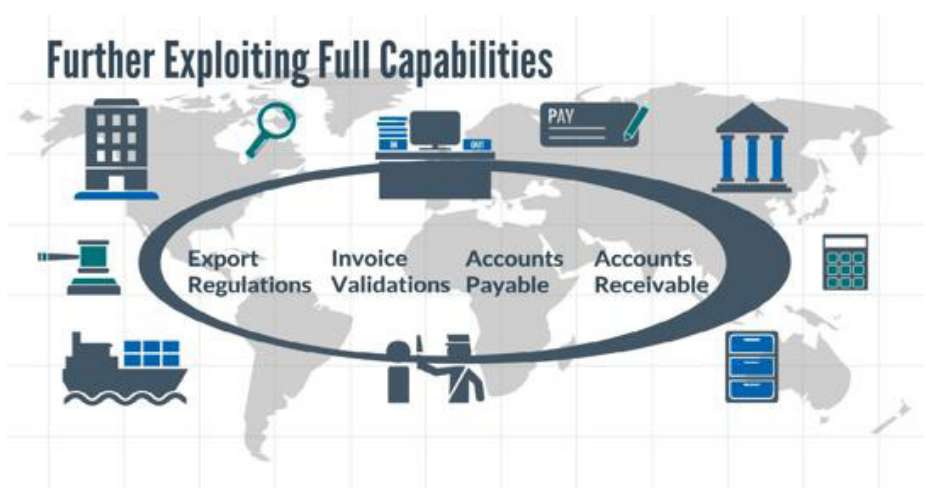 Further Exploiting Full Capabilities
PAY
IN
OUT
Export
Regulations
Invoice
Validations
Accounts
Payable
Accounts
Receivable